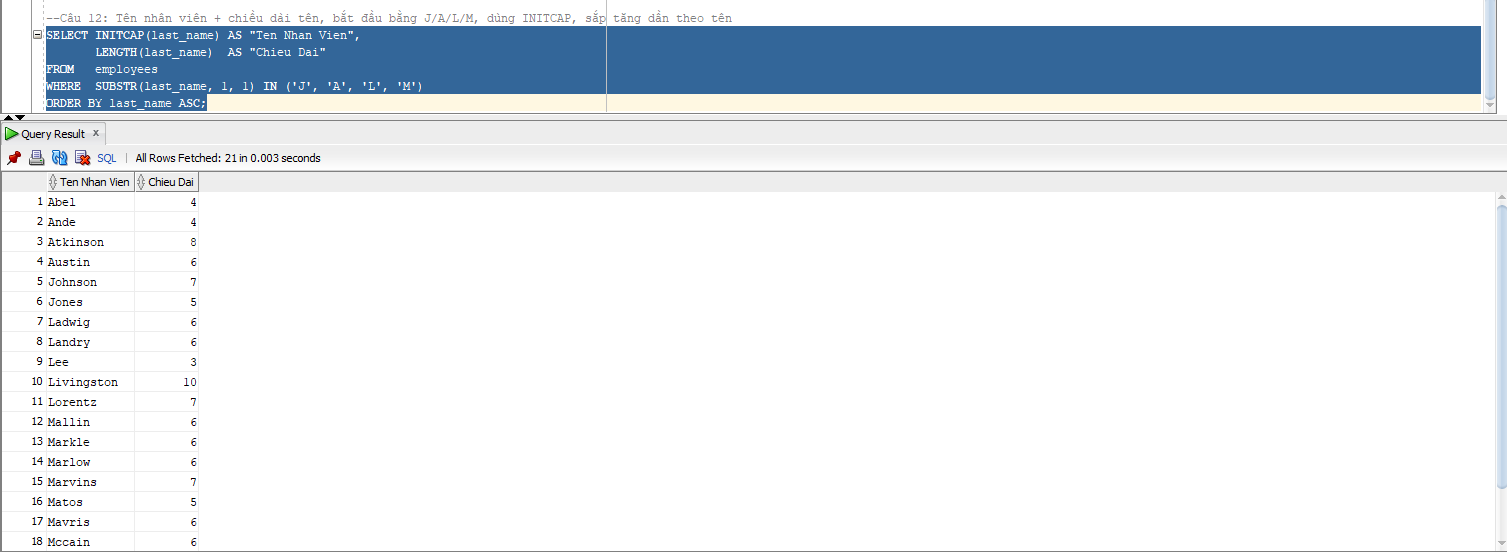 --Câu 12: Tên nhân viên + chiều dài tên, bắt đầu bằng J/A/L/M, dùng INITCAP, sắp tăng dần theo tên
SELECT INITCAP(last_name) AS "Ten Nhan Vien",
LENGTH(last_name)  AS "Chieu Dai"
FROM   employees
WHERE  SUBSTR(last_name, 1, 1) IN ('J', 'A', 'L', 'M')
ORDER BY last_name ASC;
Query Result x
SQL | All Rows Fetched: 21 in 0.003 seconds
Ten Nhan Vien Chieu Dai
1 Abel 4
2 Ande 4
3 Atkinson 8
4 Austin 6
5 Johnson 7
6 Jones 5
7 Ladwig 6
8 Landry 6
9 Lee 3
10 Livingston 10
11 Lorentz 7
12 Mallin 6
13 Markle 6
14 Marlow 6
15 Marvins 7
16 Matos 5
17 Mavris 6
18 Mccain 6